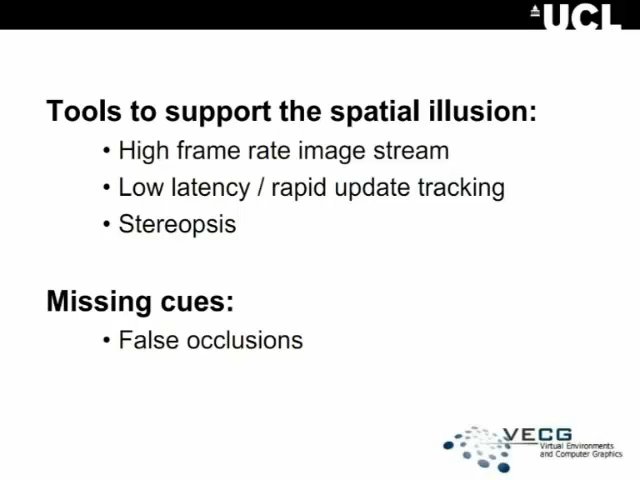 UCL
Tools to support the spatial illusion:
• High frame rate image stream
• Low latency / rapid update tracking
• Stereopsis
Missing cues:
• False occlusions
VECG
Virtual Environments
and Computer Graphics